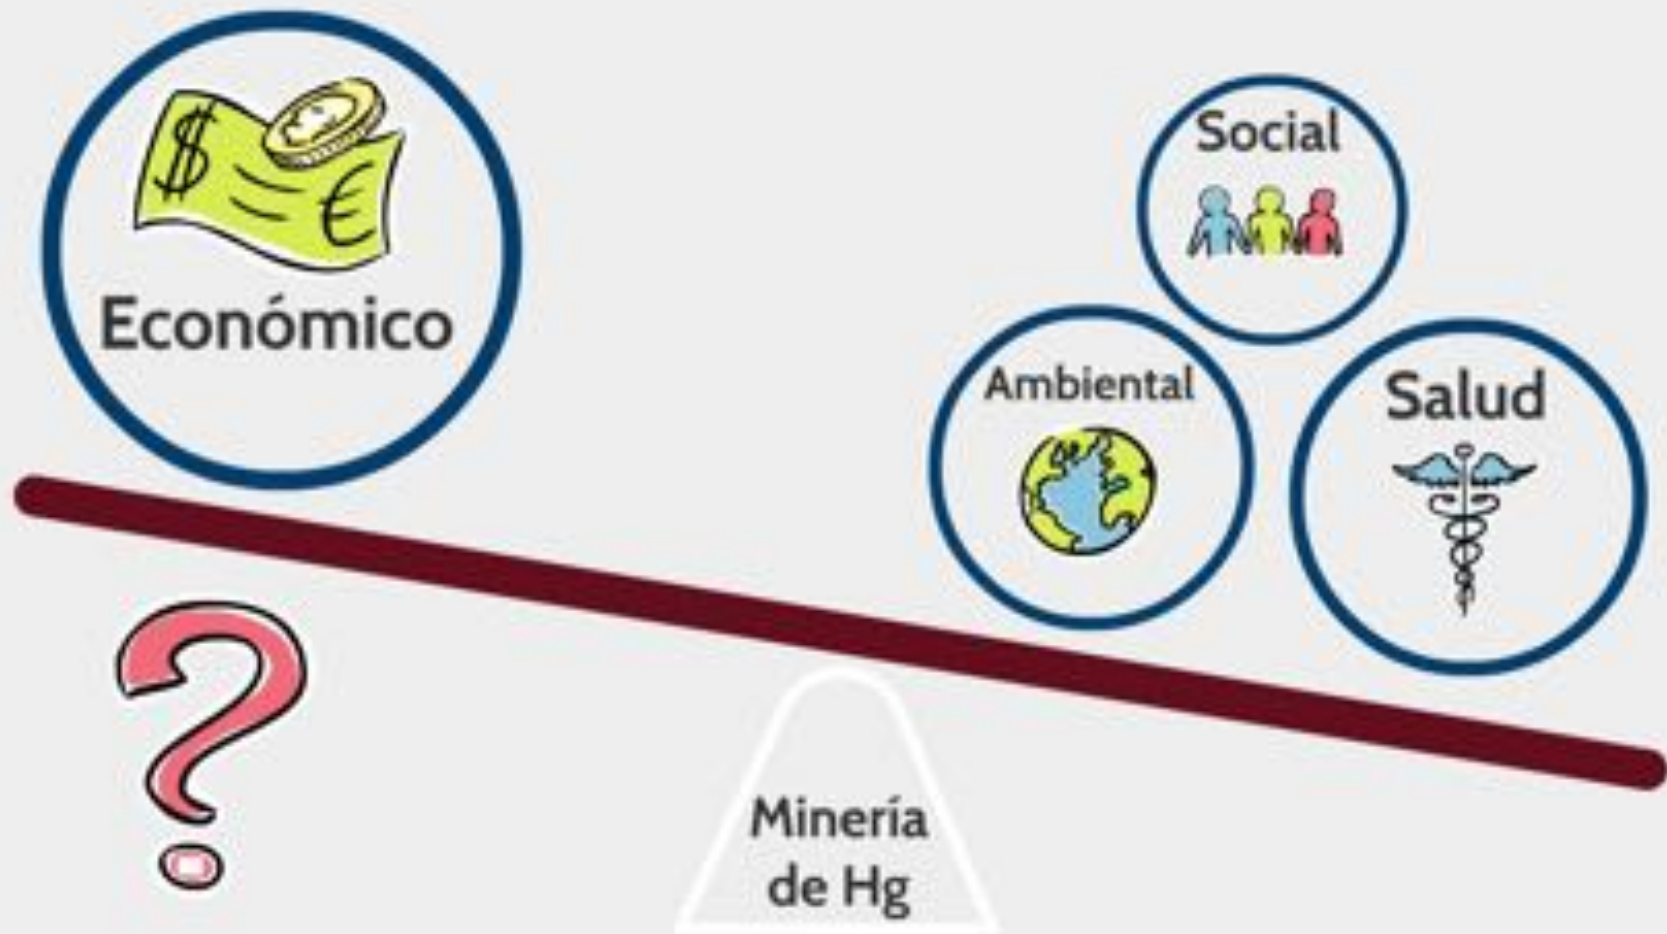 Económico
Social
Ambiental
Salud
Minería
de Hg